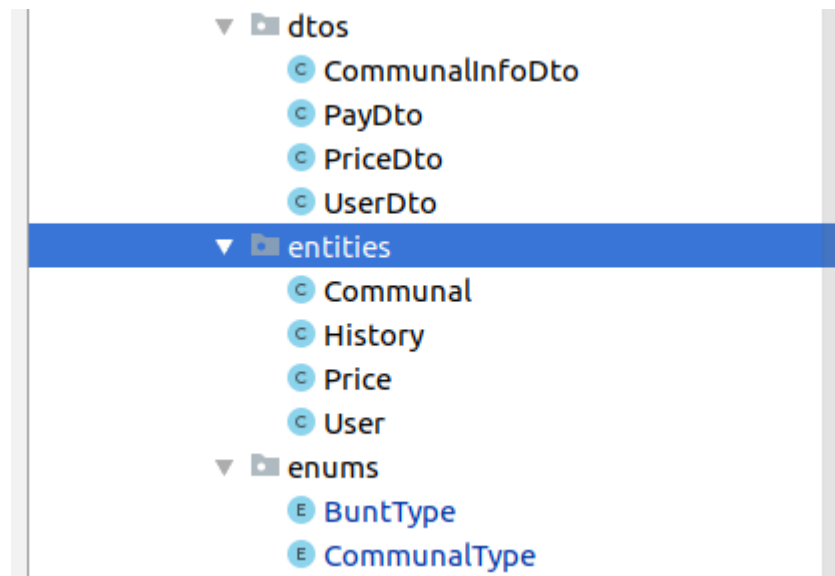 dtos
C CommunalInfoDto
C PayDto
C PriceDto
C UserDto
entities
C Communal
C History
C Price
C User
enums
E BuntType
E CommunalType